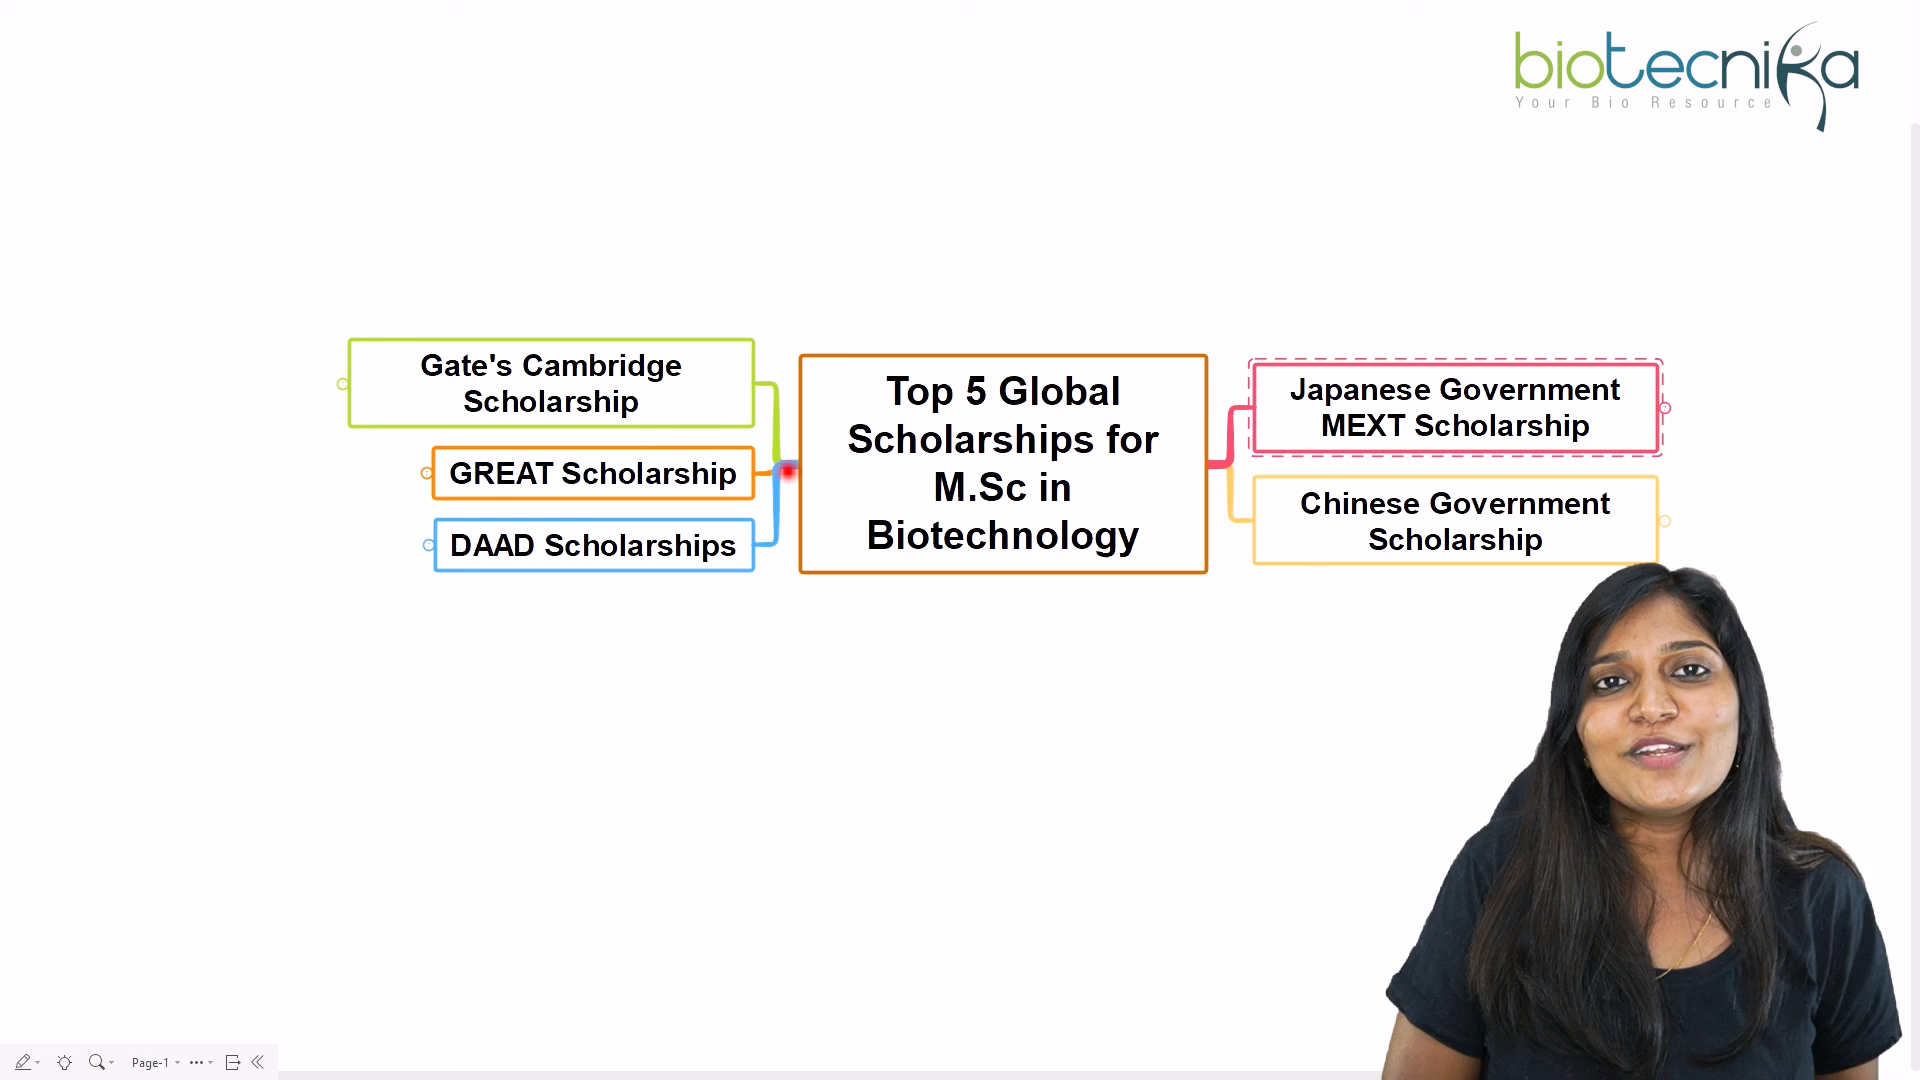 biotecnika
Your Bio Resource
Gate's Cambridge
Scholarship
GREAT Scholarship
DAAD Scholarships
Top 5 Global
Scholarships for
M.Sc in
Biotechnology
Japanese Government
MEXT Scholarship
Chinese Government
Scholarship
Page-1